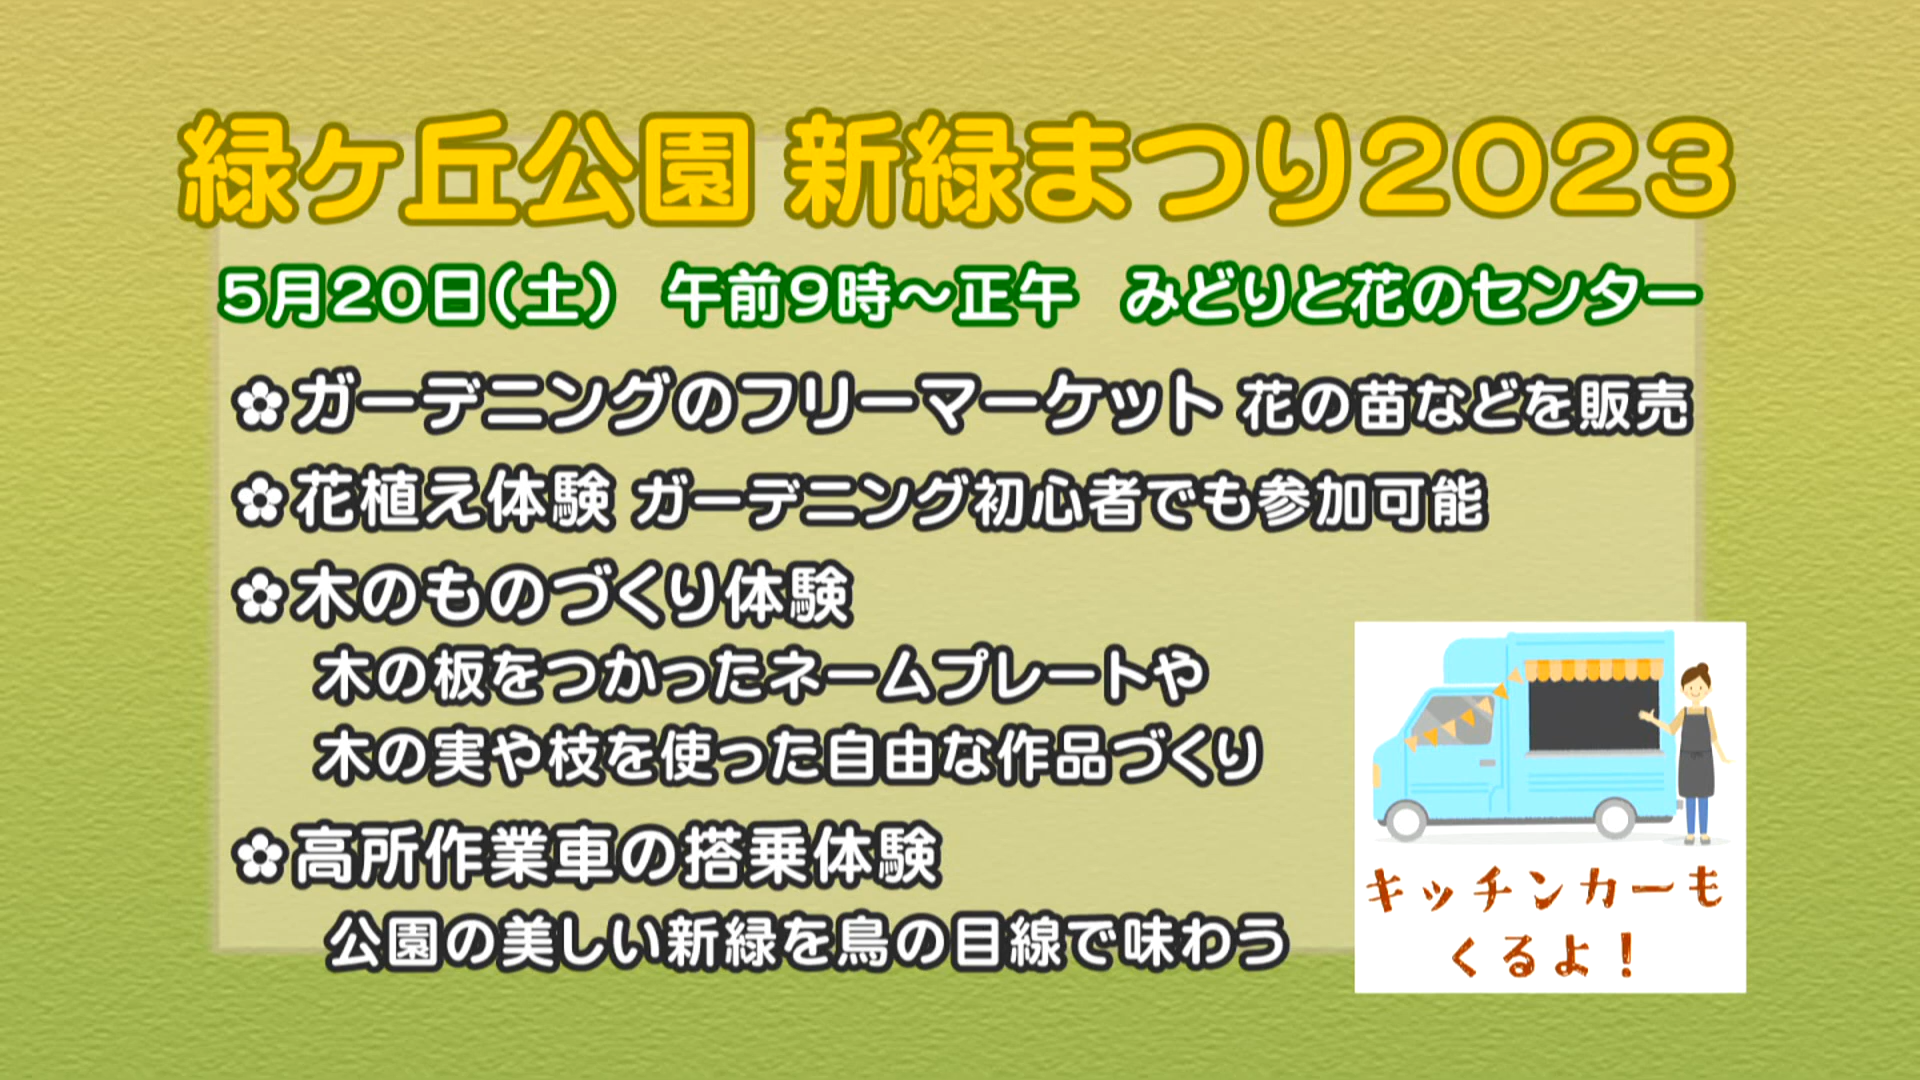 緑ヶ丘公園 新緑まつり2023
5月20日(土) 午前9時～正午 みどりと花のセンター
✿ガーデニングのフリーマーケット 花の苗などを販売
✿花植え体験 ガーデニング初心者でも参加可能
✿木のものづくり体験
木の板をつかったネームプレートや
木の実や枝を使った自由な作品づくり
✿高所作業車の搭乗体験
公園の美しい新緑を鳥の目線で味わう
キッチンカーも
くるよ！